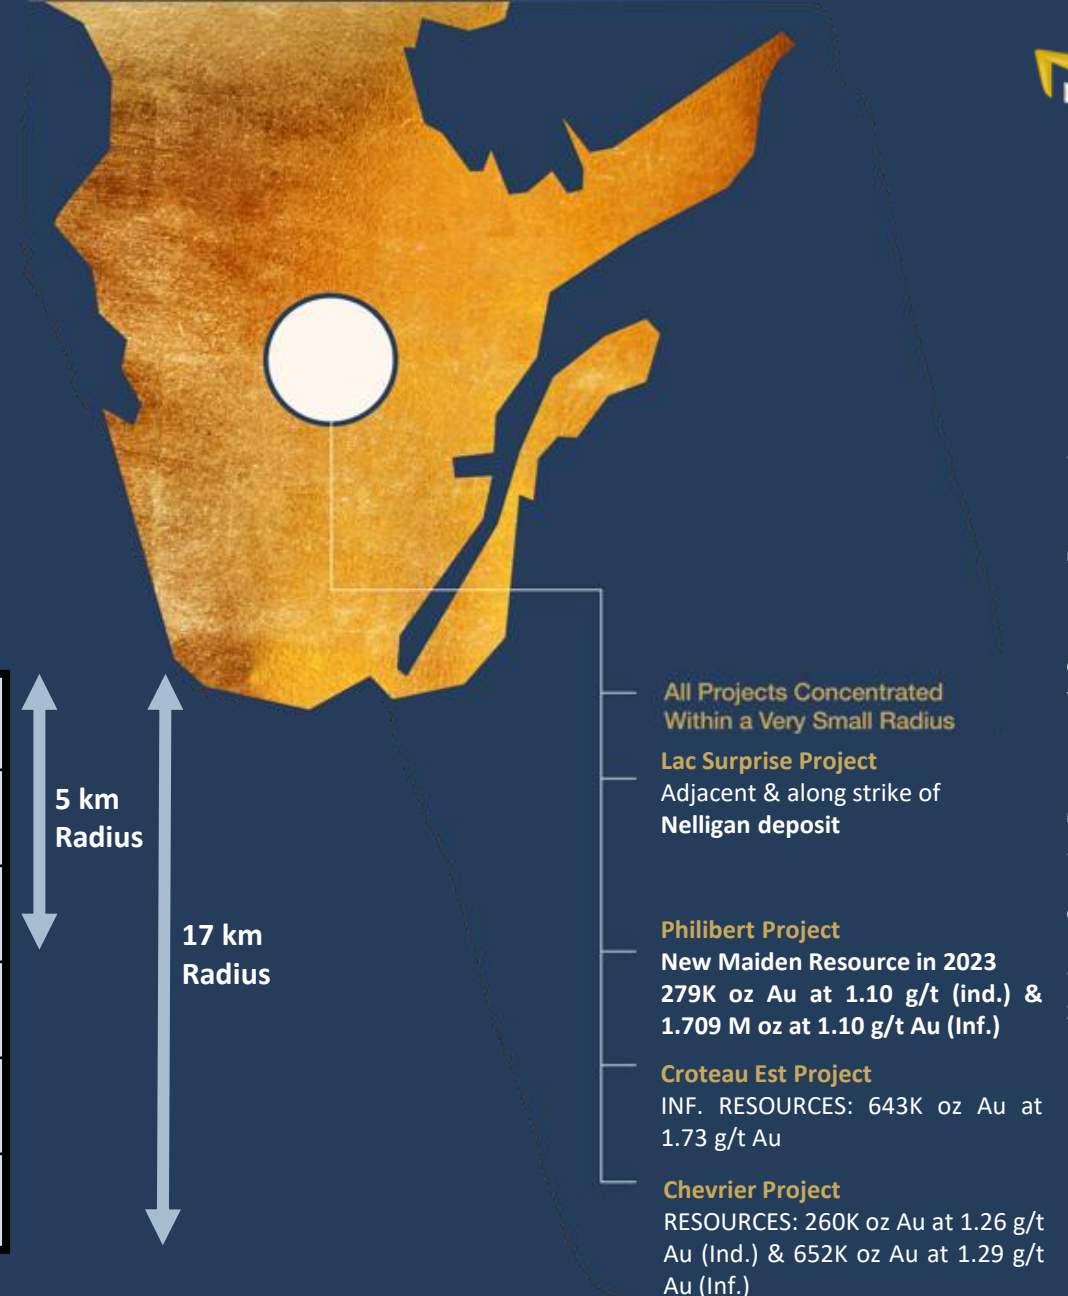 5 km
Radius
17 km
Radius
All Projects Concentrated
Within a Very Small Radius
Lac Surprise Project
Adjacent & along strike of
Nelligan deposit
Philibert Project
New Maiden Resource in 2023
279K oz Au at 1.10 g/t (ind.) &
1.709 M oz at 1.10 g/t Au (Inf.)
Croteau Est Project
INF. RESOURCES: 643K oz Au at
1.73 g/t Au
Chevrier Project
RESOURCES: 260K oz Au at 1.26 g/t
Au (Ind.) & 652K oz Au at 1.29 g/t
Au (Inf.)